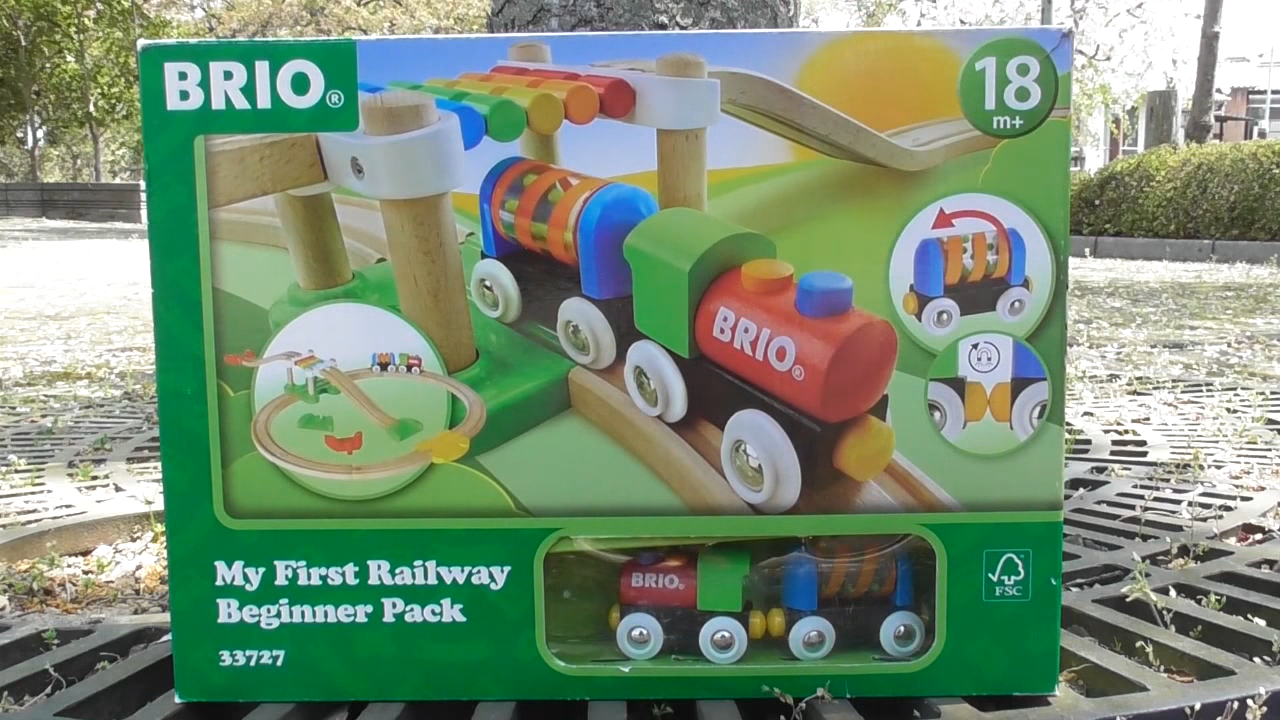 BRIO®
18
m+
BRIO®
My First Railway
Beginner Pack
33727
BRIO®
FSC